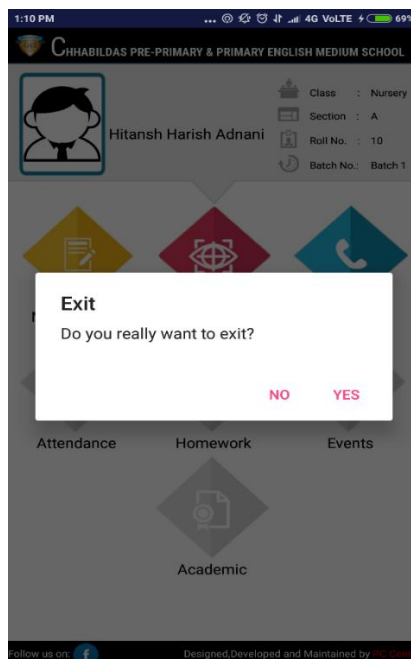 1:10 PM ... 4G VoLTE 69%
CHHABILDAS PRE-PRIMARY & PRIMARY ENGLISH MEDIUM SCHOOL
Class : Nursery
Section : A
Hitansh Harish Adnani
Roll No. : 10
Batch No.: Batch 1
Exit
Do you really want to exit?
NO YES
Attendance Homework Events
Academic
Follow us on: f Designed,Developed and Maintained by PC Com